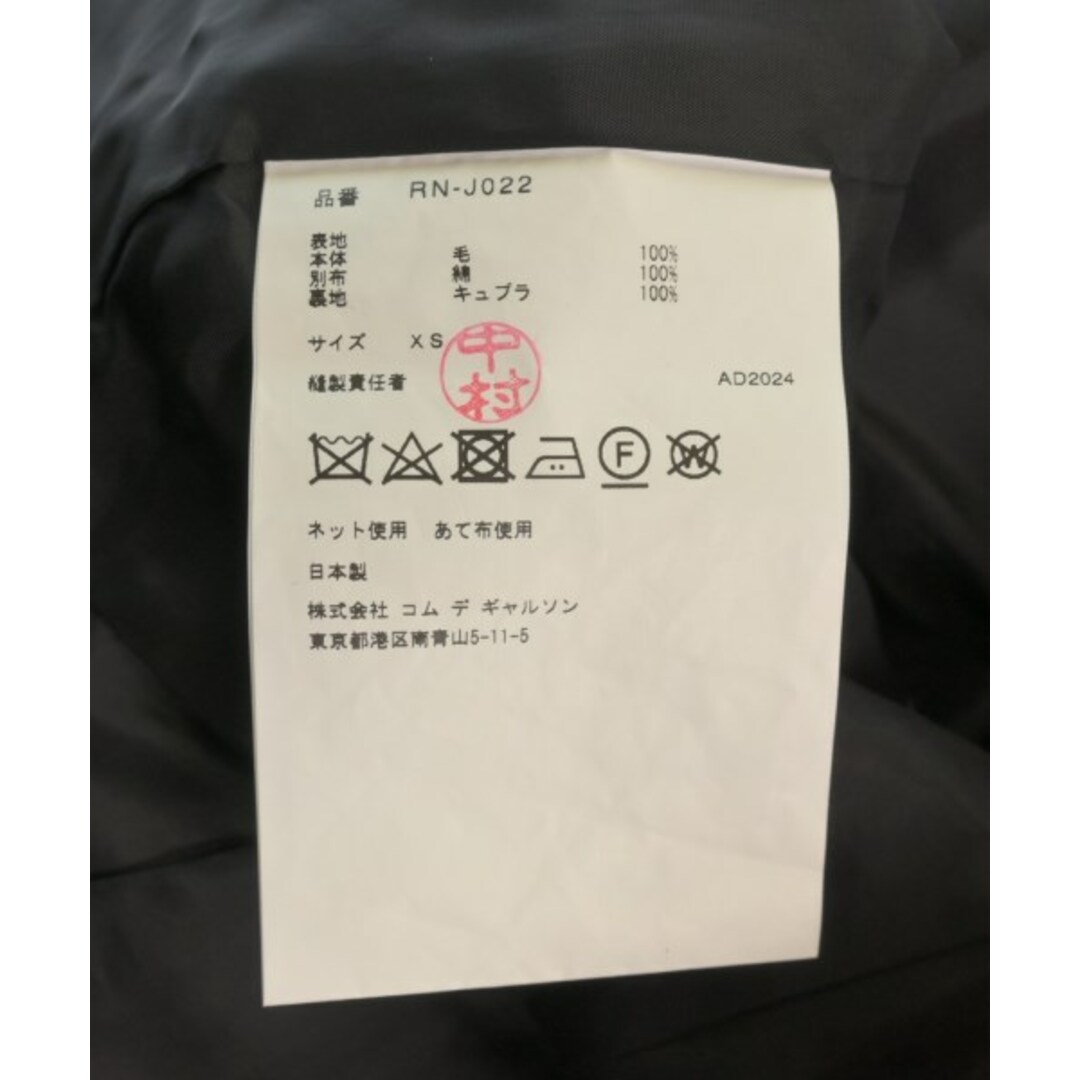 品番 RN-J022
表地
本体 毛 100%
別布 綿 100%
裏地 キュプラ 100%
サイズ XS
中村
縫製責任者 AD2024
F W
ネット使用 あて布使用
日本製
株式会社 コム デ ギャルソン
東京都港区南青山5-11-5